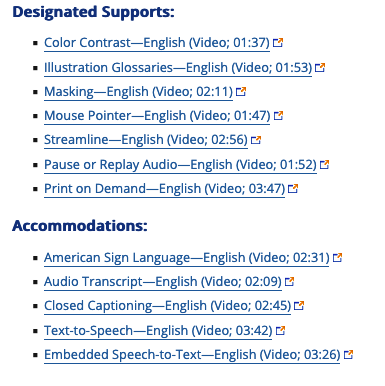 Designated Supports:
Color Contrast—English (Video; 01:37)
Illustration Glossaries—English (Video; 01:53)
Masking—English (Video; 02:11)
Mouse Pointer—English (Video; 01:47)
Streamline—English (Video; 02:56)
Pause or Replay Audio—English (Video; 01:52)
Print on Demand—English (Video; 03:47)
Accommodations:
American Sign Language—English (Video; 02:31)
Audio Transcript—English (Video; 02:09)
Closed Captioning—English (Video; 02:45)
Text-to-Speech—English (Video; 03:42)
Embedded Speech-to-Text—English (Video; 03:26)